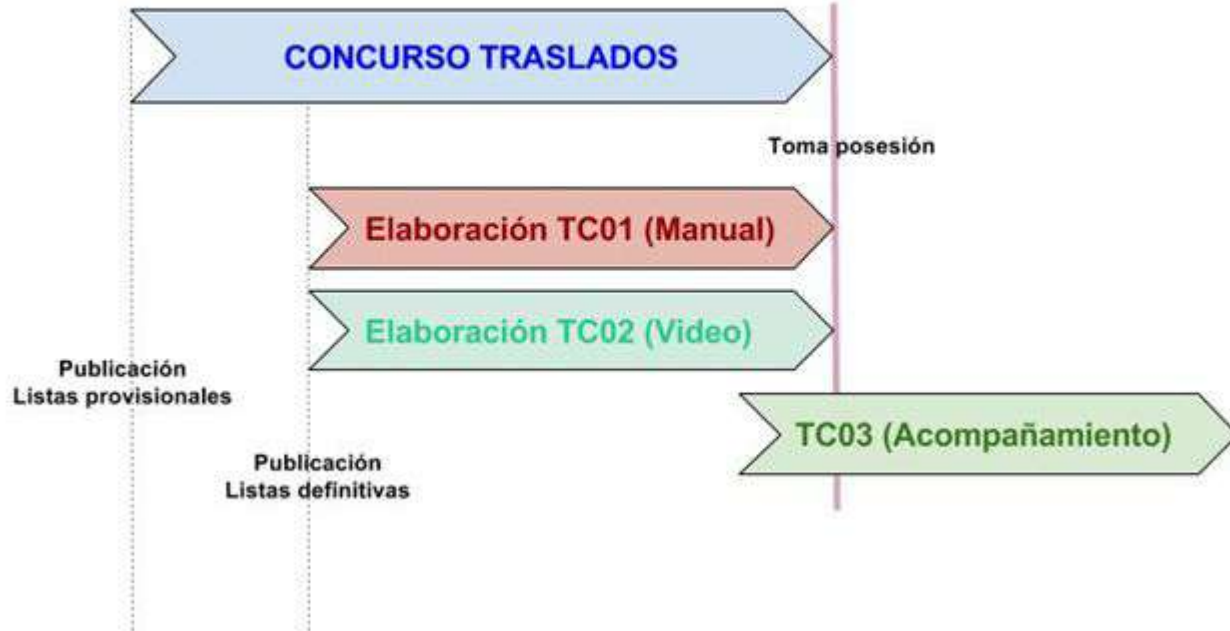 CONCURSO TRASLADOS
Toma posesión
Elaboración TC01 (Manual)
Elaboración TC02 (Video)
Publicación
Listas provisionales
TC03 (Acompañamiento)
Publicación
Listas definitivas